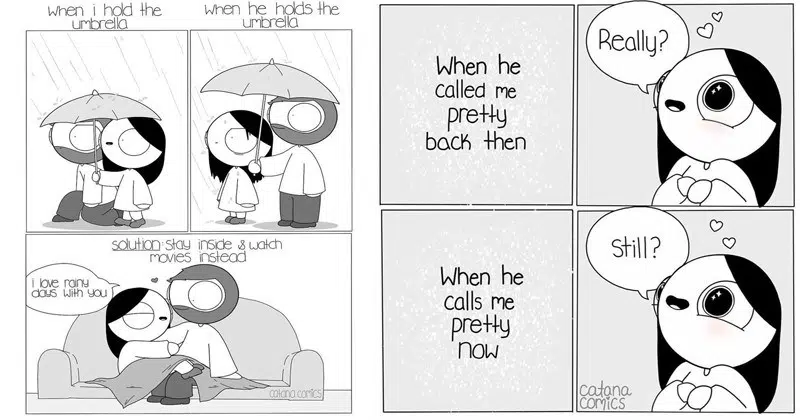 when i hold the
umbrella
when he holds the
umbrella
solution: stay inside & watch
movies instead
i love rainy
days with you
catana comics
When he
called me
pretty
back then
Really?
When he
calls me
pretty
now
Still?
catana
comics